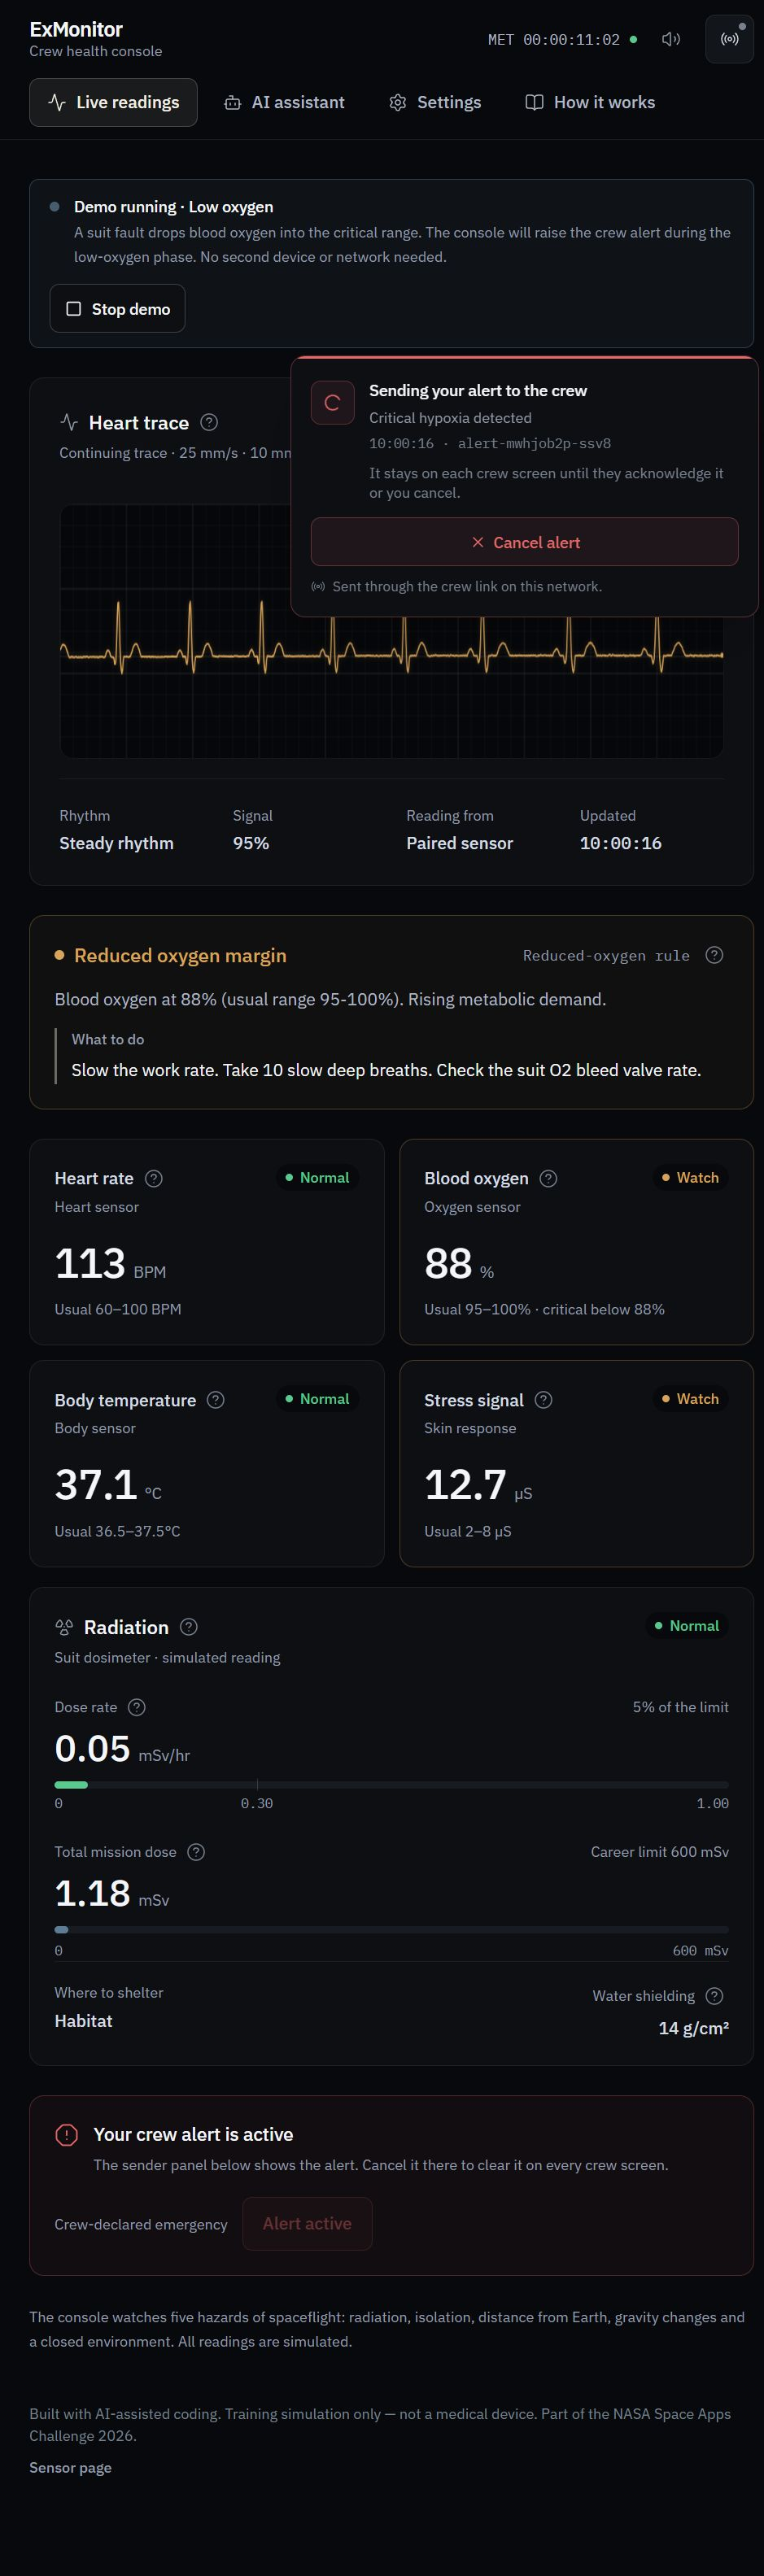 ExMonitor
Crew health console
MET 00:00:11:02
Live readings
AI assistant
Settings
How it works
Demo running · Low oxygen
A suit fault drops blood oxygen into the critical range. The console will raise the crew alert during the
low-oxygen phase. No second device or network needed.
Stop demo
Sending your alert to the crew
Critical hypoxia detected
10:00:16 · alert-mwhjob2p-ssv8
It stays on each crew screen until they acknowledge it
or you cancel.
Cancel alert
Sent through the crew link on this network.
Heart trace
Continuing trace · 25 mm/s · 10 mm
Rhythm
Steady rhythm
Signal
95%
Reading from
Paired sensor
Updated
10:00:16
Reduced oxygen margin
Reduced-oxygen rule
Blood oxygen at 88% (usual range 95-100%). Rising metabolic demand.
What to do
Slow the work rate. Take 10 slow deep breaths. Check the suit O2 bleed valve rate.
Heart rate
Normal
Heart sensor
113 BPM
Usual 60–100 BPM
Blood oxygen
Watch
Oxygen sensor
88 %
Usual 95–100% · critical below 88%
Body temperature
Normal
Body sensor
37.1 °C
Usual 36.5–37.5°C
Stress signal
Watch
Skin response
12.7 µS
Usual 2–8 µS
Radiation
Normal
Suit dosimeter · simulated reading
Dose rate
5% of the limit
0.05 mSv/hr
0
0.30
1.00
Total mission dose
Career limit 600 mSv
1.18 mSv
0
600 mSv
Where to shelter
Habitat
Water shielding
14 g/cm²
Your crew alert is active
The sender panel below shows the alert. Cancel it there to clear it on every crew screen.
Crew-declared emergency
Alert active
The console watches five hazards of spaceflight: radiation, isolation, distance from Earth, gravity changes and
a closed environment. All readings are simulated.
Built with AI-assisted coding. Training simulation only — not a medical device. Part of the NASA Space Apps
Challenge 2026.
Sensor page